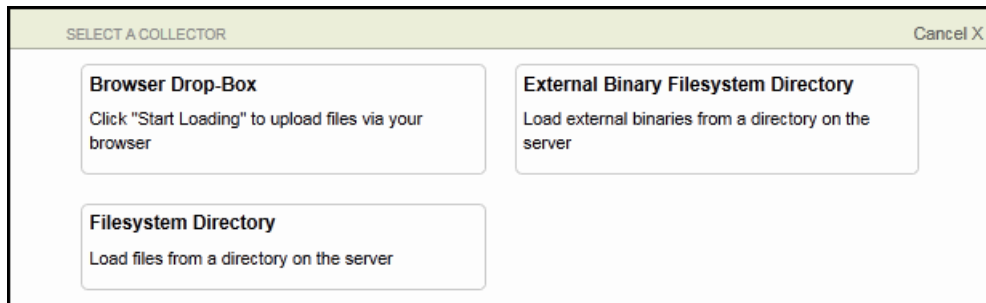 SELECT A COLLECTOR
Cancel X
Browser Drop-Box
Click "Start Loading" to upload files via your
browser
External Binary Filesystem Directory
Load external binaries from a directory on the
server
Filesystem Directory
Load files from a directory on the server